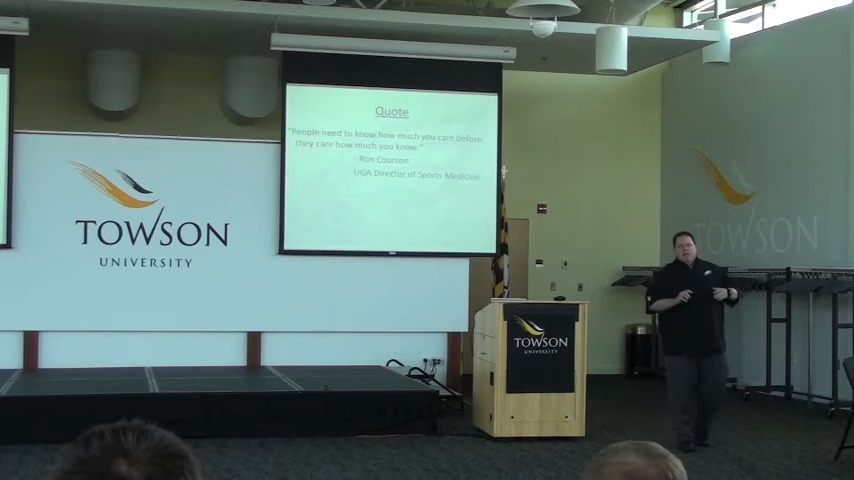 Quote
"People need to know how much you care before
they care how much you know."
Ron Courson
UGA Director of Sports Medicine
TOWSON
UNIVERSITY
TOWSON
UNIVERSITY
TOWSON